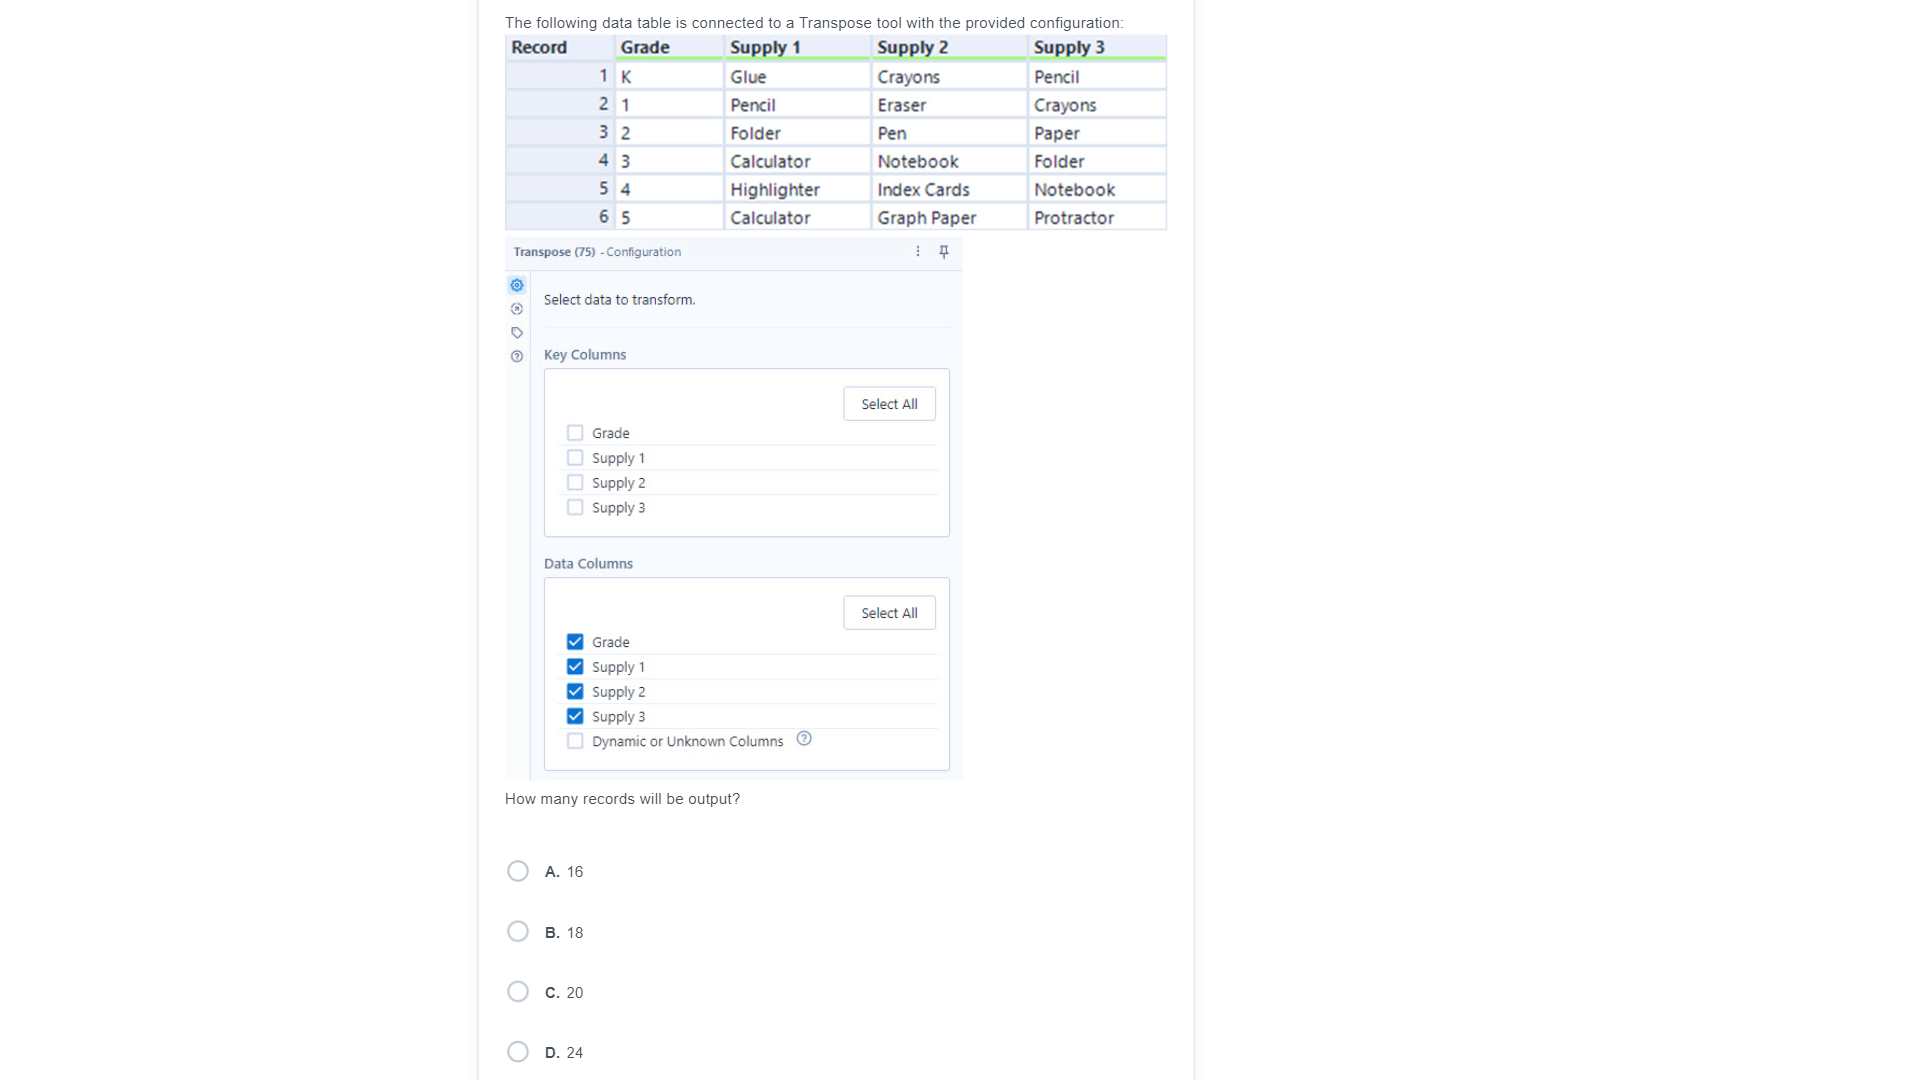 The following data table is connected to a Transpose tool with the provided configuration:
Record Grade Supply 1 Supply 2 Supply 3
1 K Glue Crayons Pencil
2 1 Pencil Eraser Crayons
3 2 Folder Pen Paper
4 3 Calculator Notebook Folder
5 4 Highlighter Index Cards Notebook
6 5 Calculator Graph Paper Protractor
Transpose (75) - Configuration
Select data to transform.
Key Columns
Select All
Grade
Supply 1
Supply 2
Supply 3
Data Columns
Select All
Grade
Supply 1
Supply 2
Supply 3
Dynamic or Unknown Columns
How many records will be output?
A. 16
B. 18
C. 20
D. 24